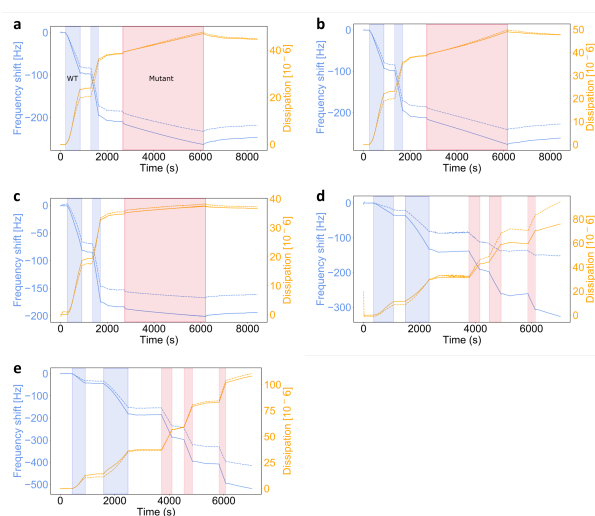 a
0
−100
−200
Frequency shift [Hz]
WT
Mutant
40
20
0
Dissipation [10−6]
0 2000 4000 6000 8000
Time (s)
b
0
−100
−200
Frequency shift [Hz]
50
40
30
20
10
0
Dissipation [10−6]
0 2000 4000 6000 8000
Time (s)
c
0
−50
−100
−150
−200
Frequency shift [Hz]
40
30
20
10
0
Dissipation [10−6]
0 2000 4000 6000 8000
Time (s)
d
0
−100
−200
−300
Frequency shift [Hz]
80
60
40
20
0
Dissipation [10−6]
0 2000 4000 6000
Time (s)
e
0
−100
−200
−300
−400
−500
Frequency shift [Hz]
100
75
50
25
0
Dissipation [10−6]
0 2000 4000 6000
Time (s)